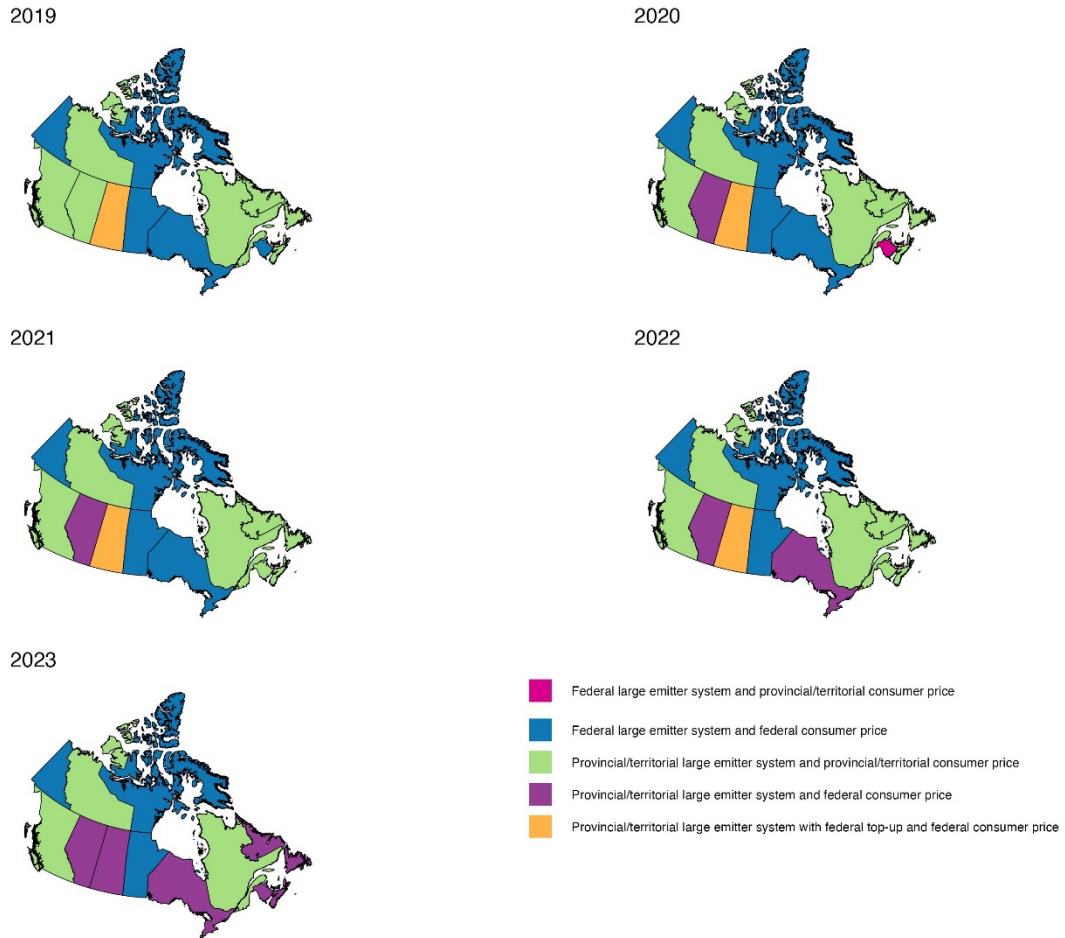 2019
2020
2021
2022
2023
Federal large emitter system and provincial/territorial consumer price
Federal large emitter system and federal consumer price
Provincial/territorial large emitter system and provincial/territorial consumer price
Provincial/territorial large emitter system and federal consumer price
Provincial/territorial large emitter system with federal top-up and federal consumer price